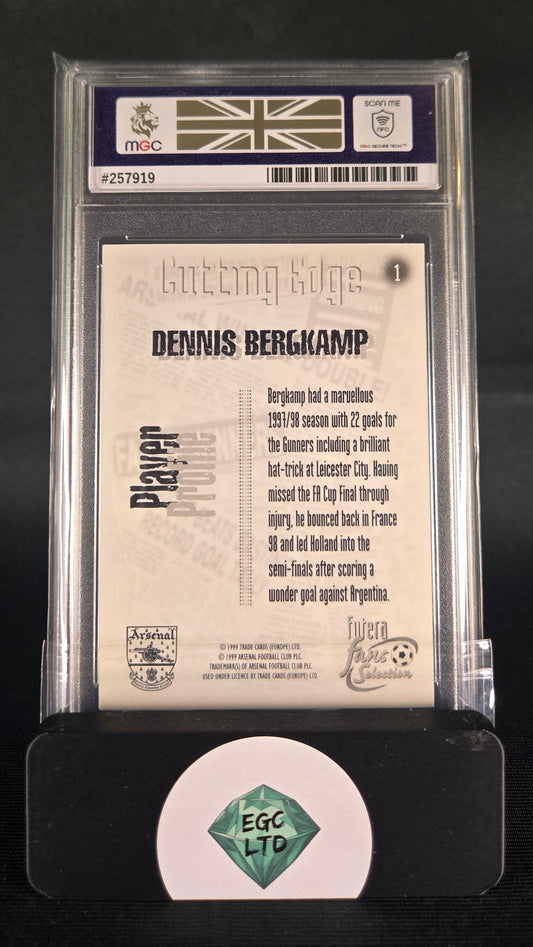 MGC
SCAN ME
NFC
MGC SECURE TECH™
#257919
Cutting Edge
1
DENNIS BERGKAMP
Player
Profile
Bergkamp had a marvellous
1997/98 season with 22 goals for
the Gunners including a brilliant
hat-trick at Leicester City. Having
missed the FA Cup Final through
injury, he bounced back in France
98 and led Holland into the
semi-finals after scoring a
wonder goal against Argentina.
Arsenal
© 1999 TRADE CARDS (EUROPE) LTD.
© 1999 ARSENAL FOOTBALL CLUB PLC.
TRADEMARK(S) OF ARSENAL FOOTBALL CLUB PLC
USED UNDER LICENCE BY TRADE CARDS (EUROPE) LTD.
Futera
Fans
Selection
EGC
LTD